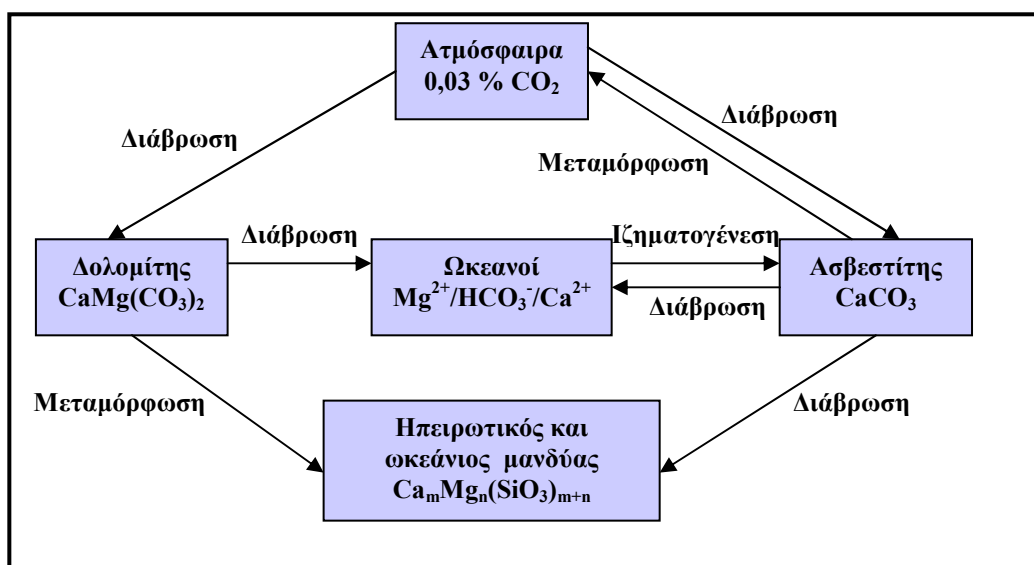 Ατμόσφαιρα
0,03 % CO₂
Διάβρωση
Διάβρωση
Μεταμόρφωση
Διάβρωση
Ιζηματογένεση
Δολομίτης
CaMg(CO₃)₂
Ωκεανοί
Mg²⁺/HCO₃⁻/Ca²⁺
Ασβεστίτης
CaCO₃
Διάβρωση
Μεταμόρφωση
Διάβρωση
Ηπειρωτικός και
ωκεάνιος μανδύας
CaₘMgₙ(SiO₃)ₘ₊ₙ